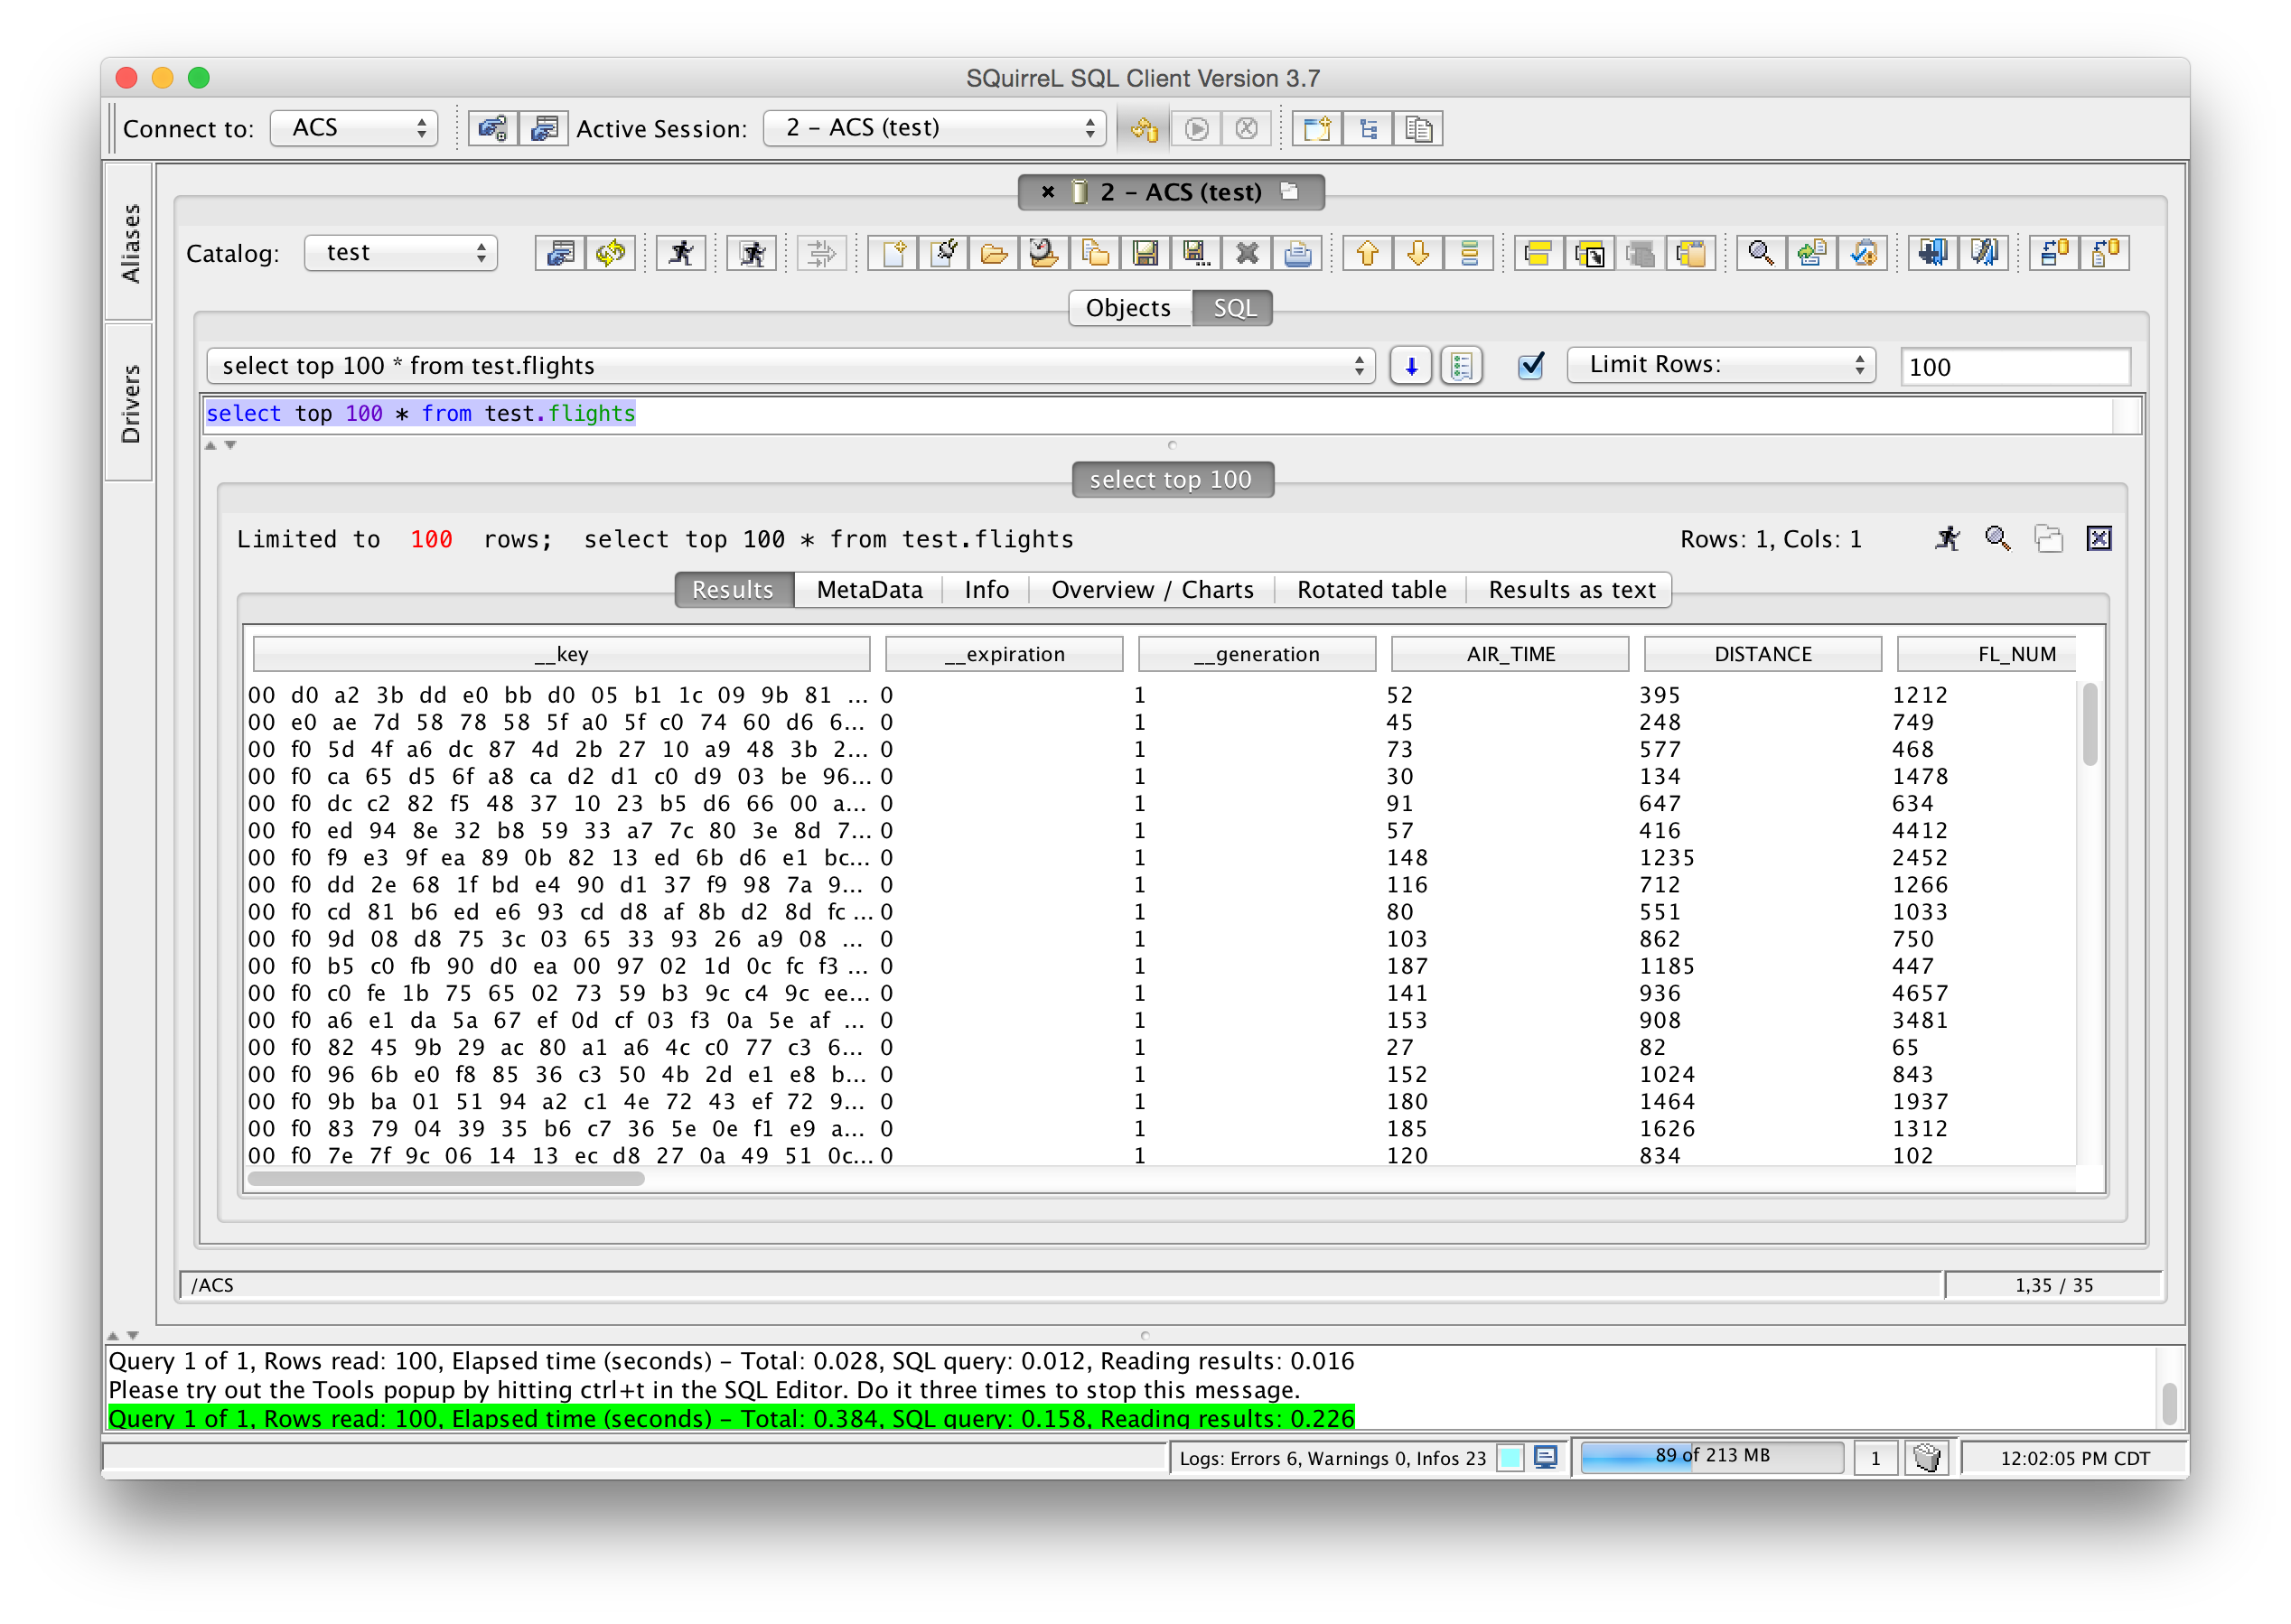 SQuirreL SQL Client Version 3.7
Connect to: ACS Active Session: 2 – ACS (test)
2 – ACS (test)
Aliases
Drivers
Catalog: test
Objects SQL
select top 100 * from test.flights Limit Rows: 100
select top 100 * from test.flights
select top 100
Limited to 100 rows; select top 100 * from test.flights Rows: 1, Cols: 1
Results MetaData Info Overview / Charts Rotated table Results as text
__key __expiration __generation AIR_TIME DISTANCE FL_NUM
00 d0 a2 3b dd e0 bb d0 05 b1 1c 09 9b 81 ... 0 1 52 395 1212
00 e0 ae 7d 58 78 58 5f a0 5f c0 74 60 d6 6... 0 1 45 248 749
00 f0 5d 4f a6 dc 87 4d 2b 27 10 a9 48 3b 2... 0 1 73 577 468
00 f0 ca 65 d5 6f a8 ca d2 d1 c0 d9 03 be 96... 0 1 30 134 1478
00 f0 dc c2 82 f5 48 37 10 23 b5 d6 66 00 a... 0 1 91 647 634
00 f0 ed 94 8e 32 b8 59 33 a7 7c 80 3e 8d 7... 0 1 57 416 4412
00 f0 f9 e3 9f ea 89 0b 82 13 ed 6b d6 e1 bc... 0 1 148 1235 2452
00 f0 dd 2e 68 1f bd e4 90 d1 37 f9 98 7a 9... 0 1 116 712 1266
00 f0 cd 81 b6 ed e6 93 cd d8 af 8b d2 8d fc ... 0 1 80 551 1033
00 f0 9d 08 d8 75 3c 03 65 33 93 26 a9 08 ... 0 1 103 862 750
00 f0 b5 c0 fb 90 d0 ea 00 97 02 1d 0c fc f3 ... 0 1 187 1185 447
00 f0 c0 fe 1b 75 65 02 73 59 b3 9c c4 9c ee... 0 1 141 936 4657
00 f0 a6 e1 da 5a 67 ef 0d cf 03 f3 0a 5e af ... 0 1 153 908 3481
00 f0 82 45 9b 29 ac 80 a1 a6 4c c0 77 c3 6... 0 1 27 82 65
00 f0 96 6b e0 f8 85 36 c3 50 4b 2d e1 e8 b... 0 1 152 1024 843
00 f0 9b ba 01 51 94 a2 c1 4e 72 43 ef 72 9... 0 1 180 1464 1937
00 f0 83 79 04 39 35 b6 c7 36 5e 0e f1 e9 a... 0 1 185 1626 1312
00 f0 7e 7f 9c 06 14 13 ec d8 27 0a 49 51 0c... 0 1 120 834 102
/ACS 1,35 / 35
Query 1 of 1, Rows read: 100, Elapsed time (seconds) – Total: 0.028, SQL query: 0.012, Reading results: 0.016
Please try out the Tools popup by hitting ctrl+t in the SQL Editor. Do it three times to stop this message.
Query 1 of 1, Rows read: 100, Elapsed time (seconds) – Total: 0.384, SQL query: 0.158, Reading results: 0.226
Logs: Errors 6, Warnings 0, Infos 23 89 of 213 MB 1 12:02:05 PM CDT